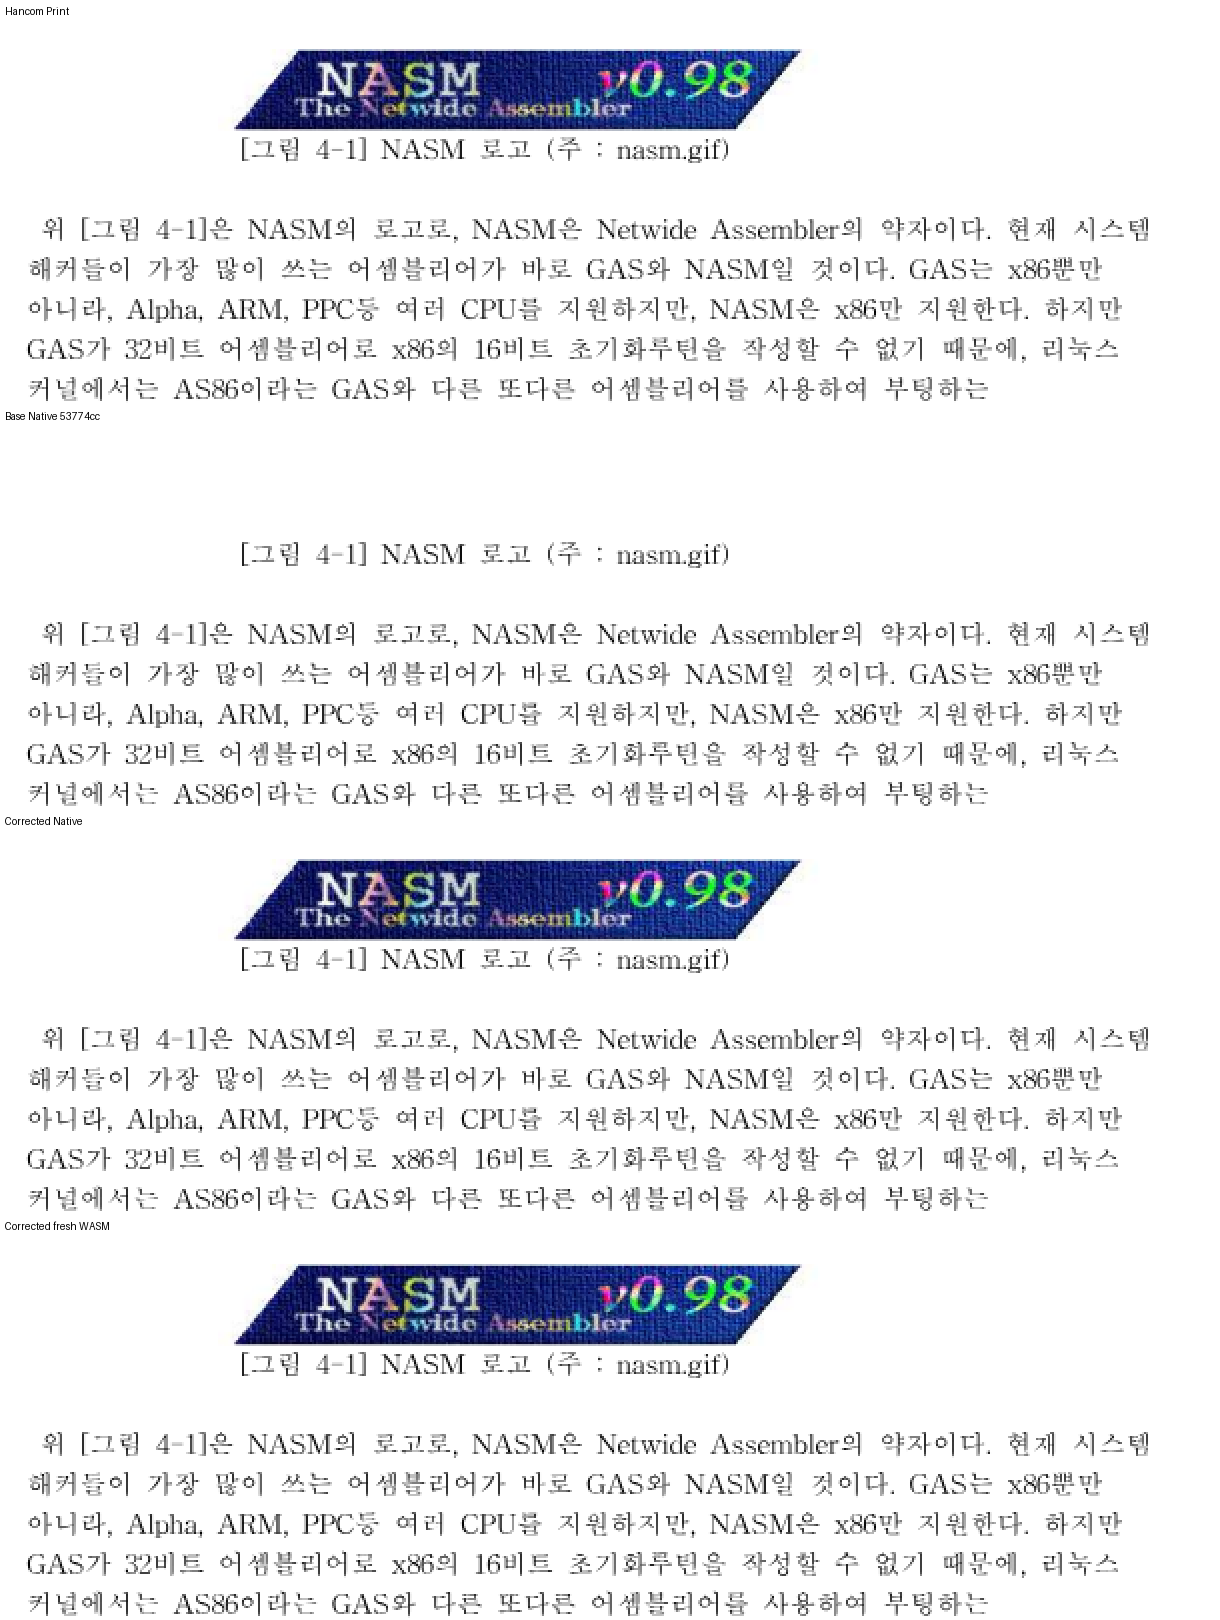 Hancom Print
NASM v0.98
The Netwide Assembler
[그림 4-1] NASM 로고 (주 : nasm.gif)
위 [그림 4-1]은 NASM의 로고로, NASM은 Netwide Assembler의 약자이다. 현재 시스템
해커들이 가장 많이 쓰는 어셈블리어가 바로 GAS와 NASM일 것이다. GAS는 x86뿐만
아니라, Alpha, ARM, PPC등 여러 CPU를 지원하지만, NASM은 x86만 지원한다. 하지만
GAS가 32비트 어셈블리어로 x86의 16비트 초기화루틴을 작성할 수 없기 때문에, 리눅스
커널에서는 AS86이라는 GAS와 다른 또다른 어셈블리어를 사용하여 부팅하는
Base Native 53774cc
[그림 4-1] NASM 로고 (주 : nasm.gif)
위 [그림 4-1]은 NASM의 로고로, NASM은 Netwide Assembler의 약자이다. 현재 시스템
해커들이 가장 많이 쓰는 어셈블리어가 바로 GAS와 NASM일 것이다. GAS는 x86뿐만
아니라, Alpha, ARM, PPC등 여러 CPU를 지원하지만, NASM은 x86만 지원한다. 하지만
GAS가 32비트 어셈블리어로 x86의 16비트 초기화루틴을 작성할 수 없기 때문에, 리눅스
커널에서는 AS86이라는 GAS와 다른 또다른 어셈블리어를 사용하여 부팅하는
Corrected Native
NASM v0.98
The Netwide Assembler
[그림 4-1] NASM 로고 (주 : nasm.gif)
위 [그림 4-1]은 NASM의 로고로, NASM은 Netwide Assembler의 약자이다. 현재 시스템
해커들이 가장 많이 쓰는 어셈블리어가 바로 GAS와 NASM일 것이다. GAS는 x86뿐만
아니라, Alpha, ARM, PPC등 여러 CPU를 지원하지만, NASM은 x86만 지원한다. 하지만
GAS가 32비트 어셈블리어로 x86의 16비트 초기화루틴을 작성할 수 없기 때문에, 리눅스
커널에서는 AS86이라는 GAS와 다른 또다른 어셈블리어를 사용하여 부팅하는
Corrected fresh WASM
NASM v0.98
The Netwide Assembler
[그림 4-1] NASM 로고 (주 : nasm.gif)
위 [그림 4-1]은 NASM의 로고로, NASM은 Netwide Assembler의 약자이다. 현재 시스템
해커들이 가장 많이 쓰는 어셈블리어가 바로 GAS와 NASM일 것이다. GAS는 x86뿐만
아니라, Alpha, ARM, PPC등 여러 CPU를 지원하지만, NASM은 x86만 지원한다. 하지만
GAS가 32비트 어셈블리어로 x86의 16비트 초기화루틴을 작성할 수 없기 때문에, 리눅스
커널에서는 AS86이라는 GAS와 다른 또다른 어셈블리어를 사용하여 부팅하는